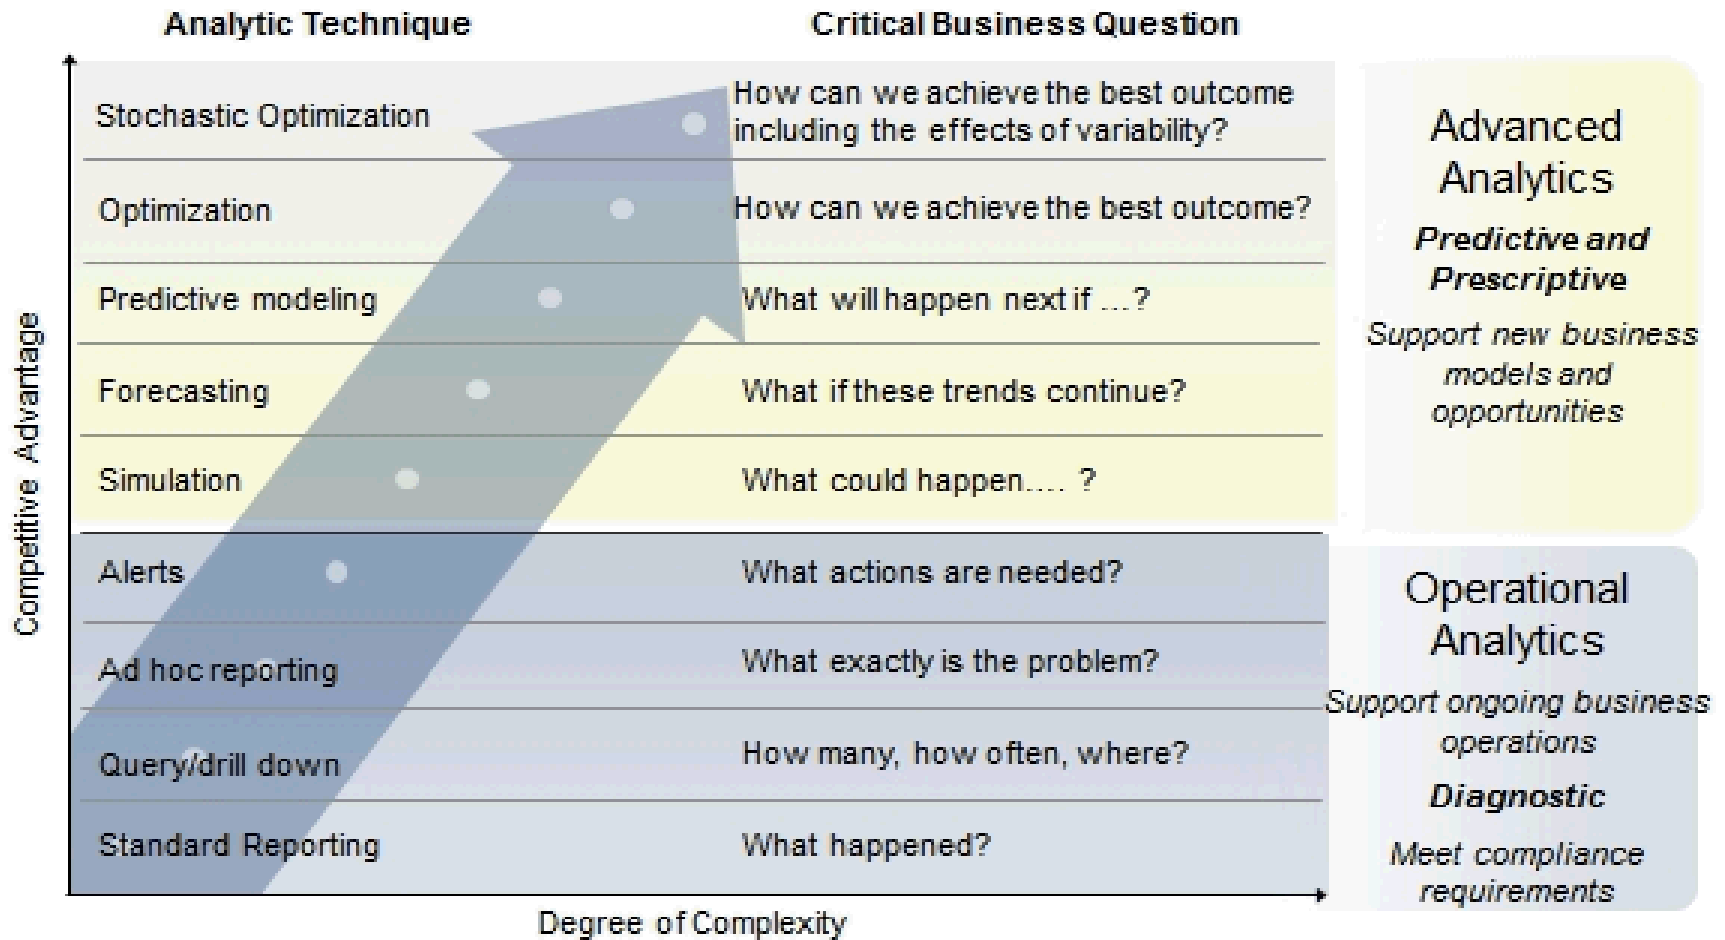 Analytic Technique
Critical Business Question
Stochastic Optimization
How can we achieve the best outcome
including the effects of variability?
Optimization
How can we achieve the best outcome?
Predictive modeling
What will happen next if ...?
Forecasting
What if these trends continue?
Simulation
What could happen.... ?
Alerts
What actions are needed?
Ad hoc reporting
What exactly is the problem?
Query/drill down
How many, how often, where?
Standard Reporting
What happened?
Competitive Advantage
Degree of Complexity
Advanced
Analytics
Predictive and
Prescriptive
Support new business
models and
opportunities
Operational
Analytics
Support ongoing business
operations
Diagnostic
Meet compliance
requirements